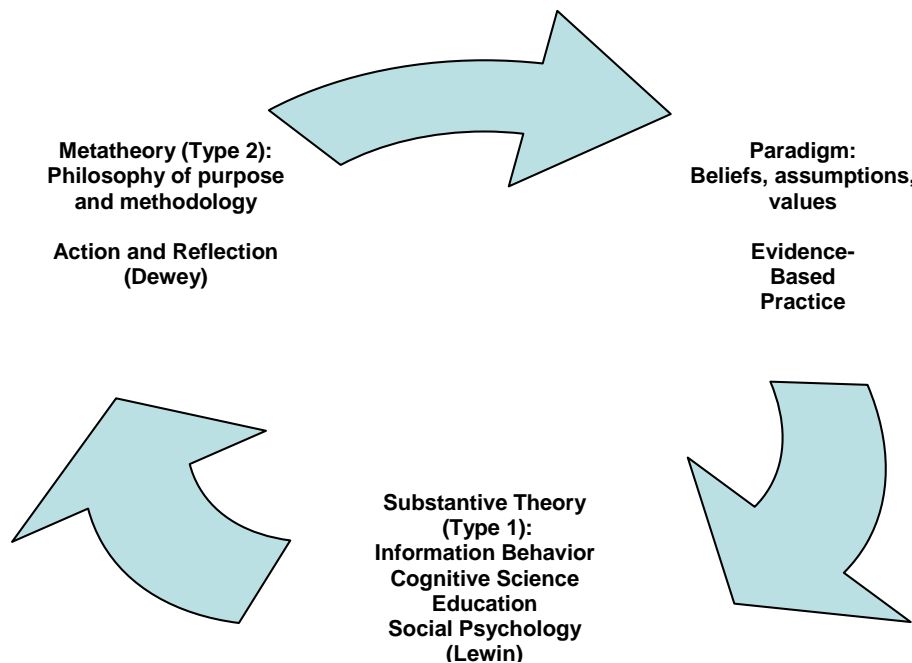 Metatheory (Type 2):
Philosophy of purpose
and methodology
Action and Reflection
(Dewey)
Paradigm:
Beliefs, assumptions,
values
Evidence-
Based
Practice
Substantive Theory
(Type 1):
Information Behavior
Cognitive Science
Education
Social Psychology
(Lewin)